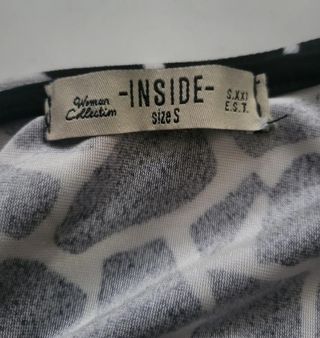 Woman
Collection
-INSIDE-
size S
S.XXI
E.S.T.